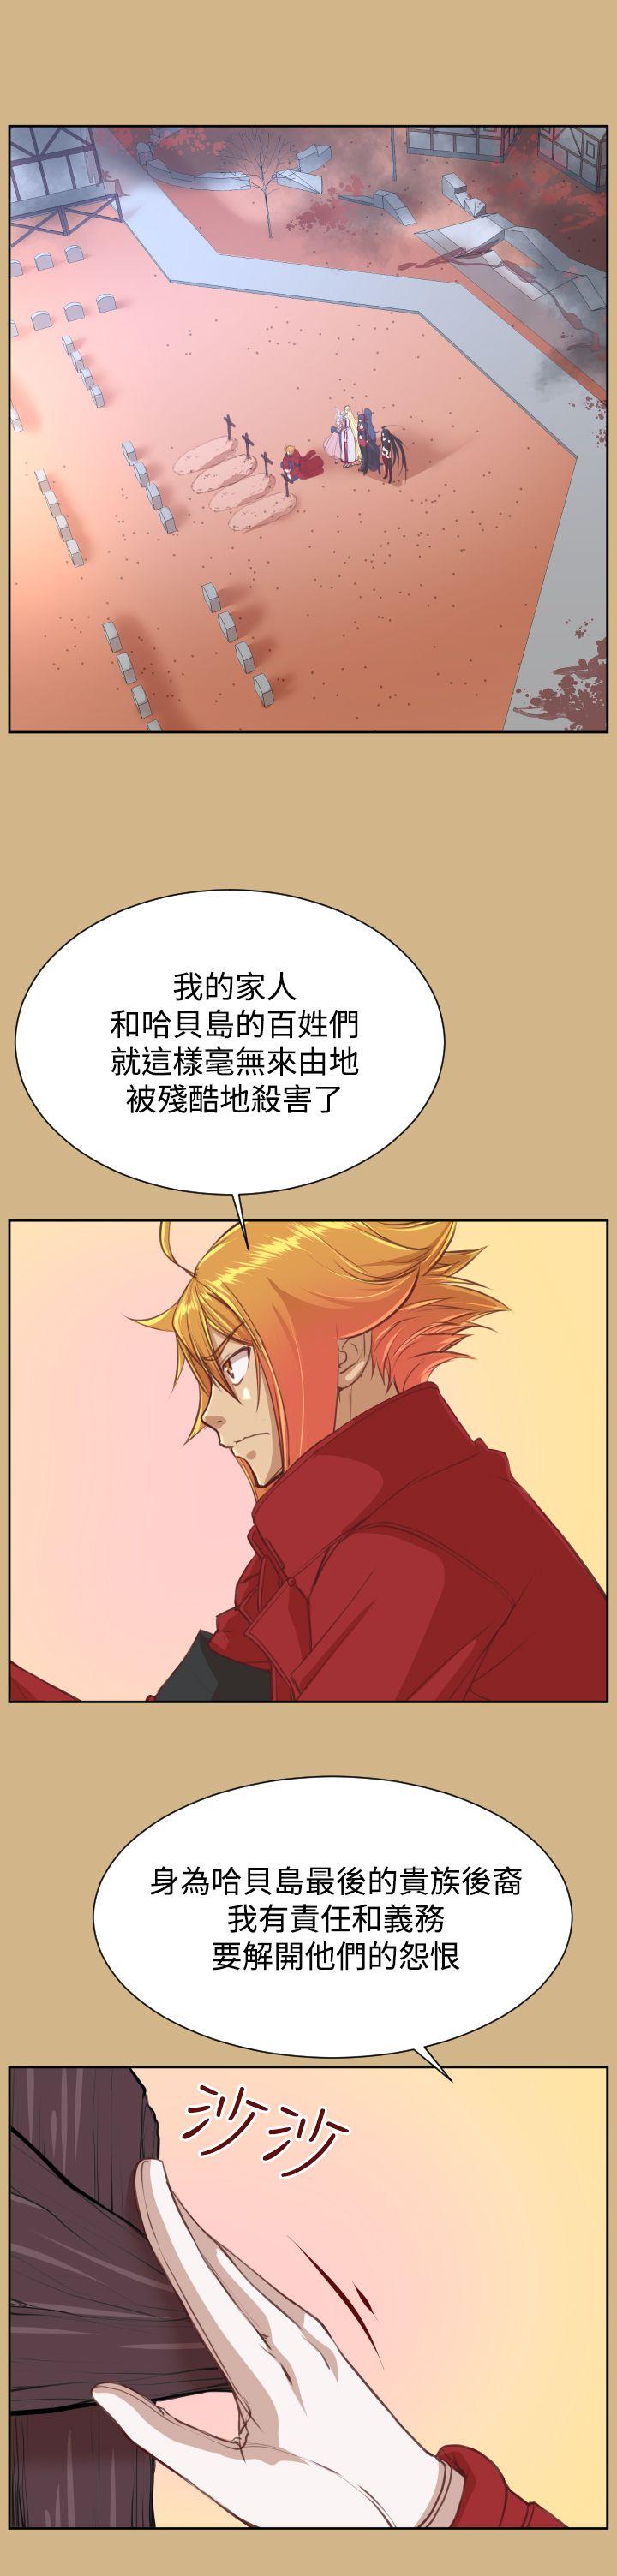 我的家人
和哈貝島的百姓們
就這樣毫無來由地
被殘酷地殺害了
身為哈貝島最後的貴族後裔
我有責任和義務
要解開他們的怨恨
沙沙